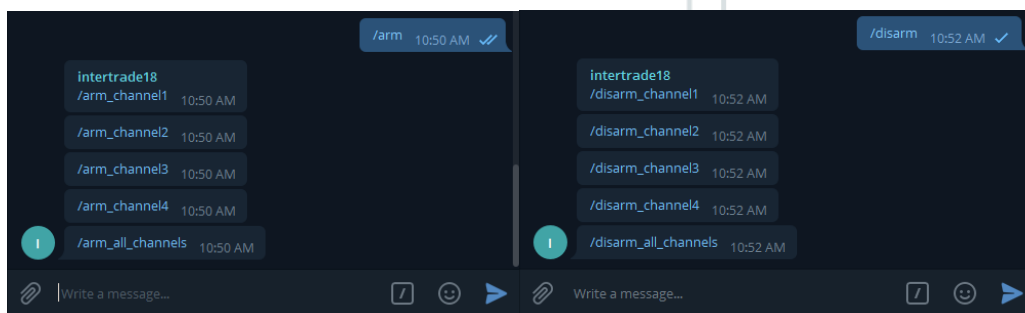 /arm 10:50 AM
intertrade18
/arm_channel1 10:50 AM
/arm_channel2 10:50 AM
/arm_channel3 10:50 AM
/arm_channel4 10:50 AM
I
/arm_all_channels 10:50 AM
Write a message...
/disarm 10:52 AM
intertrade18
/disarm_channel1 10:52 AM
/disarm_channel2 10:52 AM
/disarm_channel3 10:52 AM
/disarm_channel4 10:52 AM
I
/disarm_all_channels 10:52 AM
Write a message...